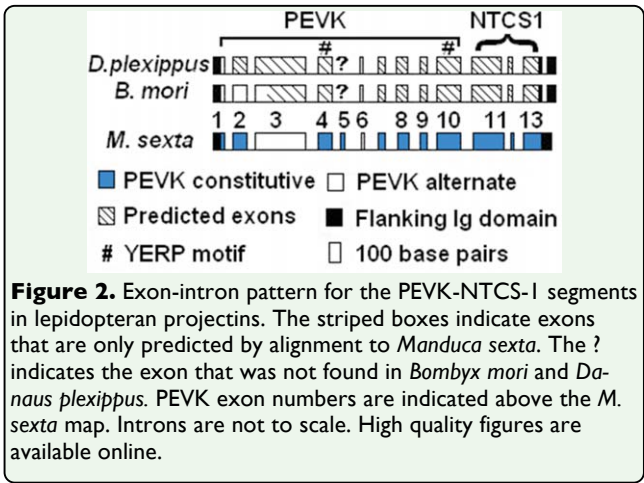 PEVK NTCS1
# #
D.plexippus ?
B. mori ?
1 2 3 4 5 6 8 9 10 11 13
M. sexta
PEVK constitutive PEVK alternate
Predicted exons Flanking Ig domain
# YERP motif 100 base pairs
Figure 2. Exon-intron pattern for the PEVK-NTCS-1 segments
in lepidopteran projectins. The striped boxes indicate exons
that are only predicted by alignment to Manduca sexta. The ?
indicates the exon that was not found in Bombyx mori and Da-
naus plexippus. PEVK exon numbers are indicated above the M.
sexta map. Introns are not to scale. High quality figures are
available online.